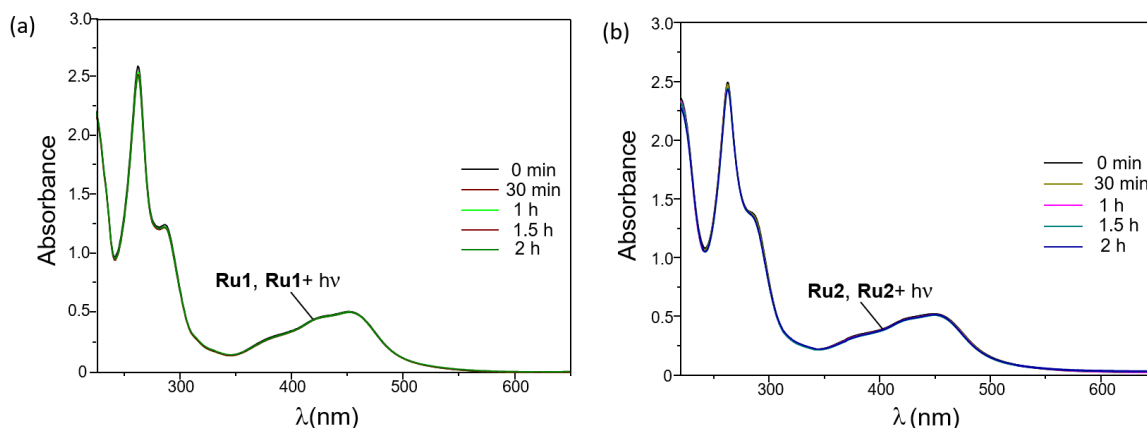 (a)
3.0
2.5
2.0
1.5
1.0
0.5
0
Absorbance
0 min
30 min
1 h
1.5 h
2 h
Ru1, Ru1+ hν
300 400 500 600
λ(nm)
(b)
3.0
2.5
2.0
1.5
1.0
0.5
0
Absorbance
0 min
30 min
1 h
1.5 h
2 h
Ru2, Ru2+ hν
300 400 500 600
λ(nm)